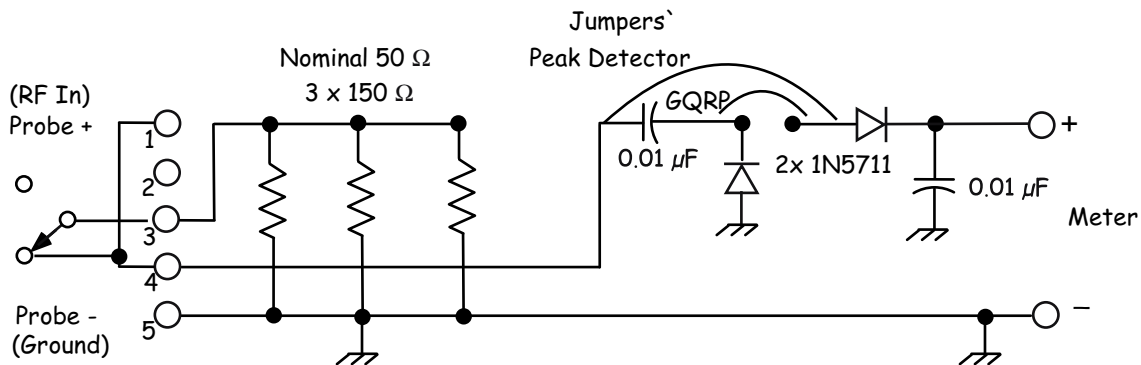 Jumpers`
Peak Detector
Nominal 50 Ω
3 x 150 Ω
(RF In)
Probe +
GQRP
1
+
0.01 µF
2x 1N5711
2
0.01 µF
3
Meter
4
Probe -
(Ground)
5
–